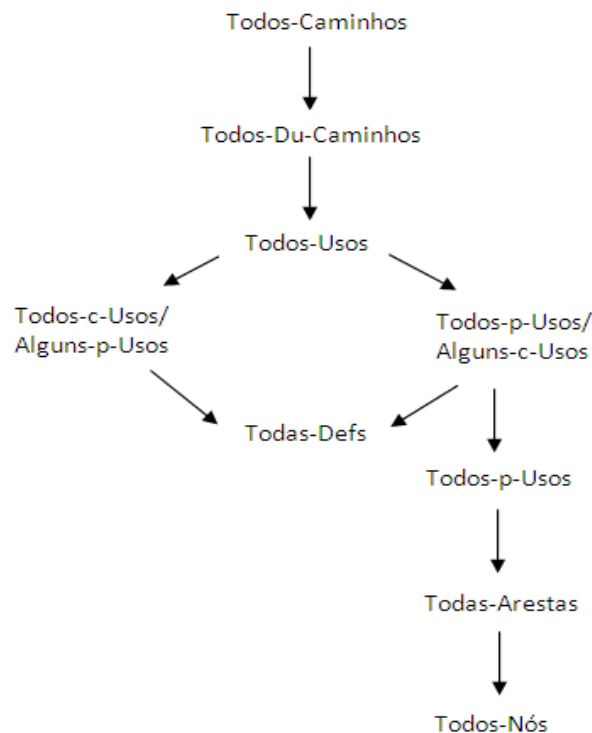 Todos-Caminhos
Todos-Du-Caminhos
Todos-Usos
Todos-c-Usos/
Alguns-p-Usos
Todos-p-Usos/
Alguns-c-Usos
Todas-Defs
Todos-p-Usos
Todas-Arestas
Todos-Nós